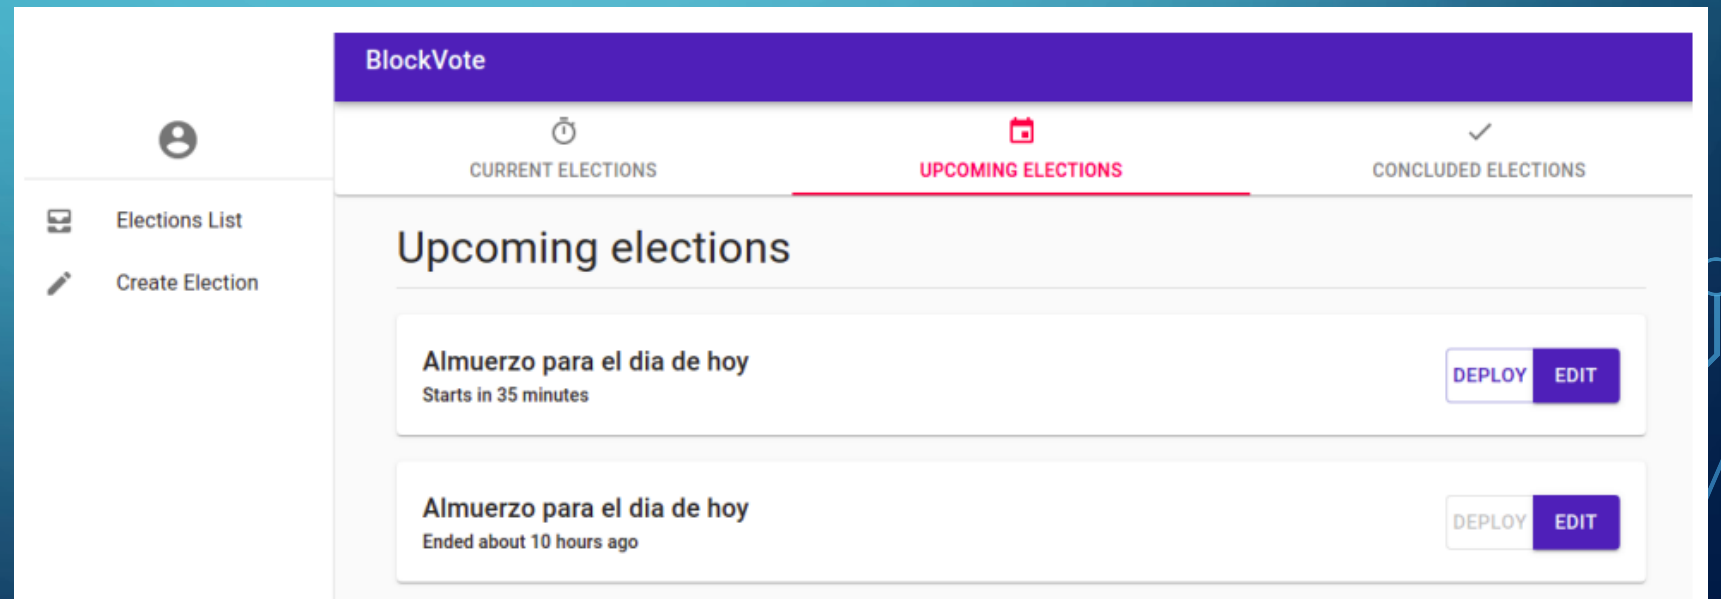 BlockVote
CURRENT ELECTIONS
UPCOMING ELECTIONS
CONCLUDED ELECTIONS
Elections List
Create Election
Upcoming elections
Almuerzo para el dia de hoy
Starts in 35 minutes
DEPLOY
EDIT
Almuerzo para el dia de hoy
Ended about 10 hours ago
DEPLOY
EDIT